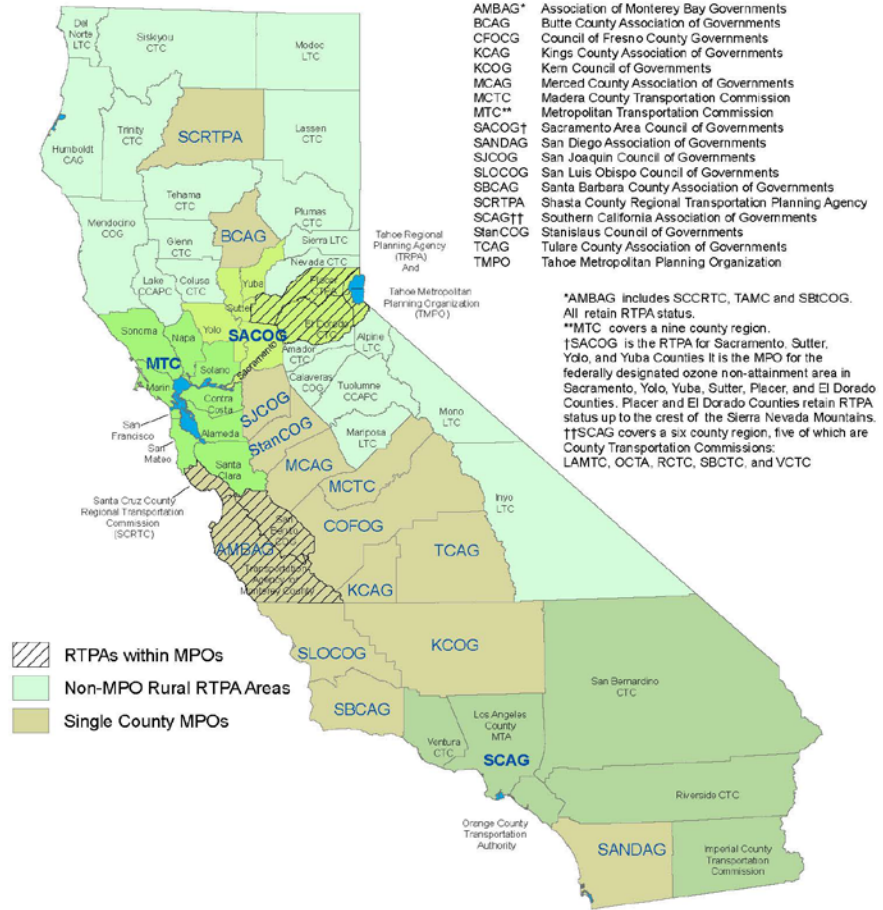 AMBAG* Association of Monterey Bay Governments
BCAG Butte County Association of Governments
CFOCG Council of Fresno County Governments
KCAG Kings County Association of Governments
KCOG Kern Council of Governments
MCAG Merced County Association of Governments
MCTC Madera County Transportation Commission
MTC** Metropolitan Transportation Commission
SACOG† Sacramento Area Council of Governments
SANDAG San Diego Association of Governments
SJCOG San Joaquin Council of Governments
SLOCOG San Luis Obispo Council of Governments
SBCAG Santa Barbara County Association of Governments
SCRTPA Shasta County Regional Transportation Planning Agency
SCAG†† Southern California Association of Governments
StanCOG Stanislaus Council of Governments
TCAG Tulare County Association of Governments
TMPO Tahoe Metropolitan Planning Organization
*AMBAG includes SCCRTC, TAMC and SBtCOG.
All retain RTPA status.
**MTC covers a nine county region.
†SACOG is the RTPA for Sacramento, Sutter,
Yolo, and Yuba Counties It is the MPO for the
federally designated ozone non-attainment area in
Sacramento, Yolo, Yuba, Sutter, Placer, and El Dorado
Counties. Placer and El Dorado Counties retain RTPA
status up to the crest of the Sierra Nevada Mountains.
††SCAG covers a six county region, five of which are
County Transportation Commissions:
LAMTC, OCTA, RCTC, SBCTC, and VCTC
Del
Norte
LTC
Siskiyou
CTC
Modoc
LTC
Humboldt
CAG
Trinity
CTC
SCRTPA
Lassen
CTC
Tehama
CTC
Plumas
CTC
Mendocino
COG
Glenn
CTC
BCAG
Sierra LTC
Nevada CTC
Lake
CCAPC
Colusa
CTC
Yuba
Sutter
Placer
CTPA
El Dorado
CTC
Tahoe Regional
Planning Agency
(TRPA)
And
Tahoe Metropolitan
Planning Organization
(TMPO)
Sonoma
Napa
Yolo
SACOG
Sacramento
Alpine
LTC
Amador
CTC
MTC
Solano
Marin
Calaveras
COG
Tuolumne
CCAPC
Mono
LTC
Contra
Costa
SJCOG
San
Francisco
Alameda
StanCOG
Mariposa
LTC
San
Mateo
Santa
Clara
MCAG
MCTC
Inyo
LTC
Santa Cruz County
Regional Transportation
Commission
(SCRTC)
San
Benito
COG
COFOG
TCAG
AMBAG
Transportation
Agency for
Monterey County
KCAG
SLOCOG
KCOG
San Bernardino
CTC
SBCAG
Ventura
CTC
Los Angeles
County
MTA
SCAG
Riverside CTC
Orange County
Transportation
Authority
SANDAG
Imperial County
Transportation
Commission
RTPAs within MPOs
Non-MPO Rural RTPA Areas
Single County MPOs